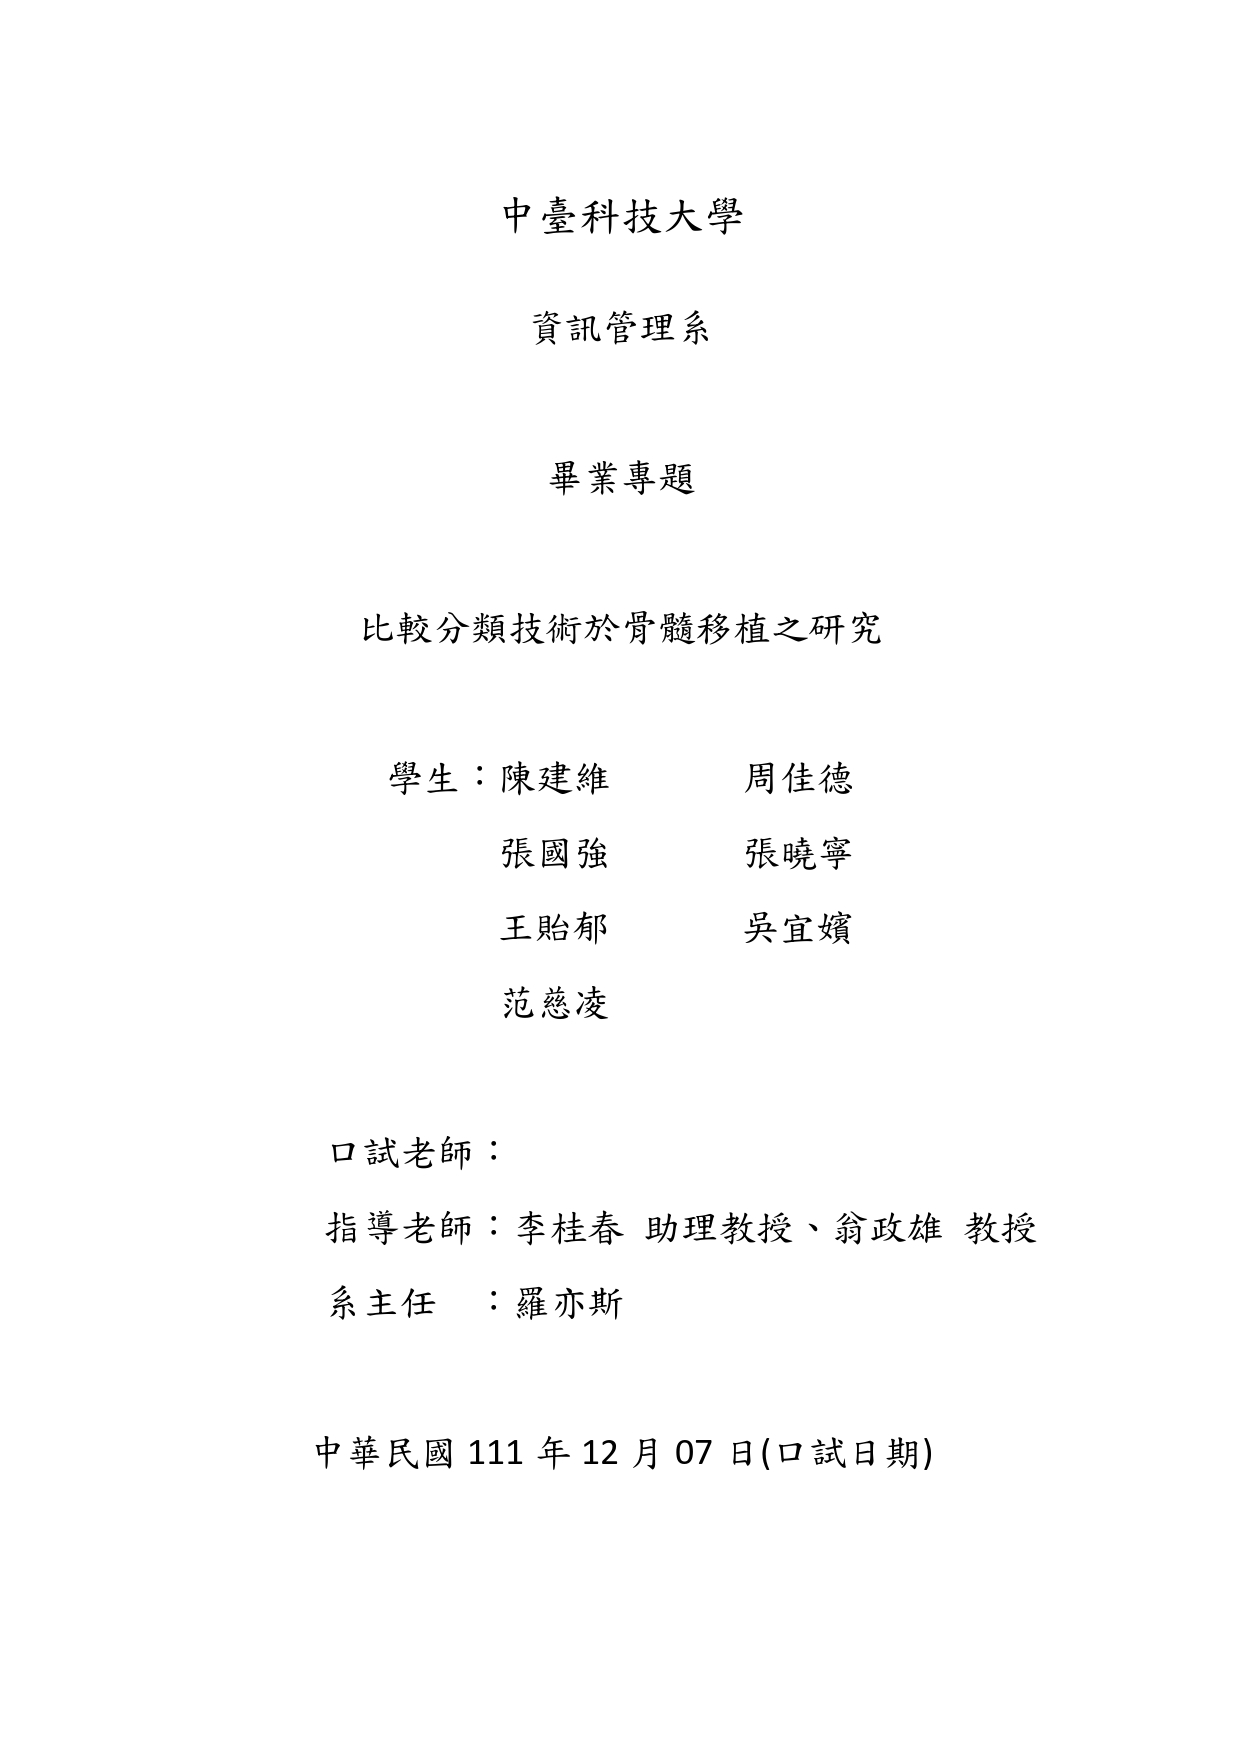 中臺科技大學
資訊管理系
畢業專題
比較分類技術於骨髓移植之研究
學生：陳建維 周佳德
張國強 張曉寧
王貽郁 吳宜嬪
范慈凌
口試老師：
指導老師：李桂春 助理教授、翁政雄 教授
系主任 ：羅亦斯
中華民國 111 年 12 月 07 日(口試日期)